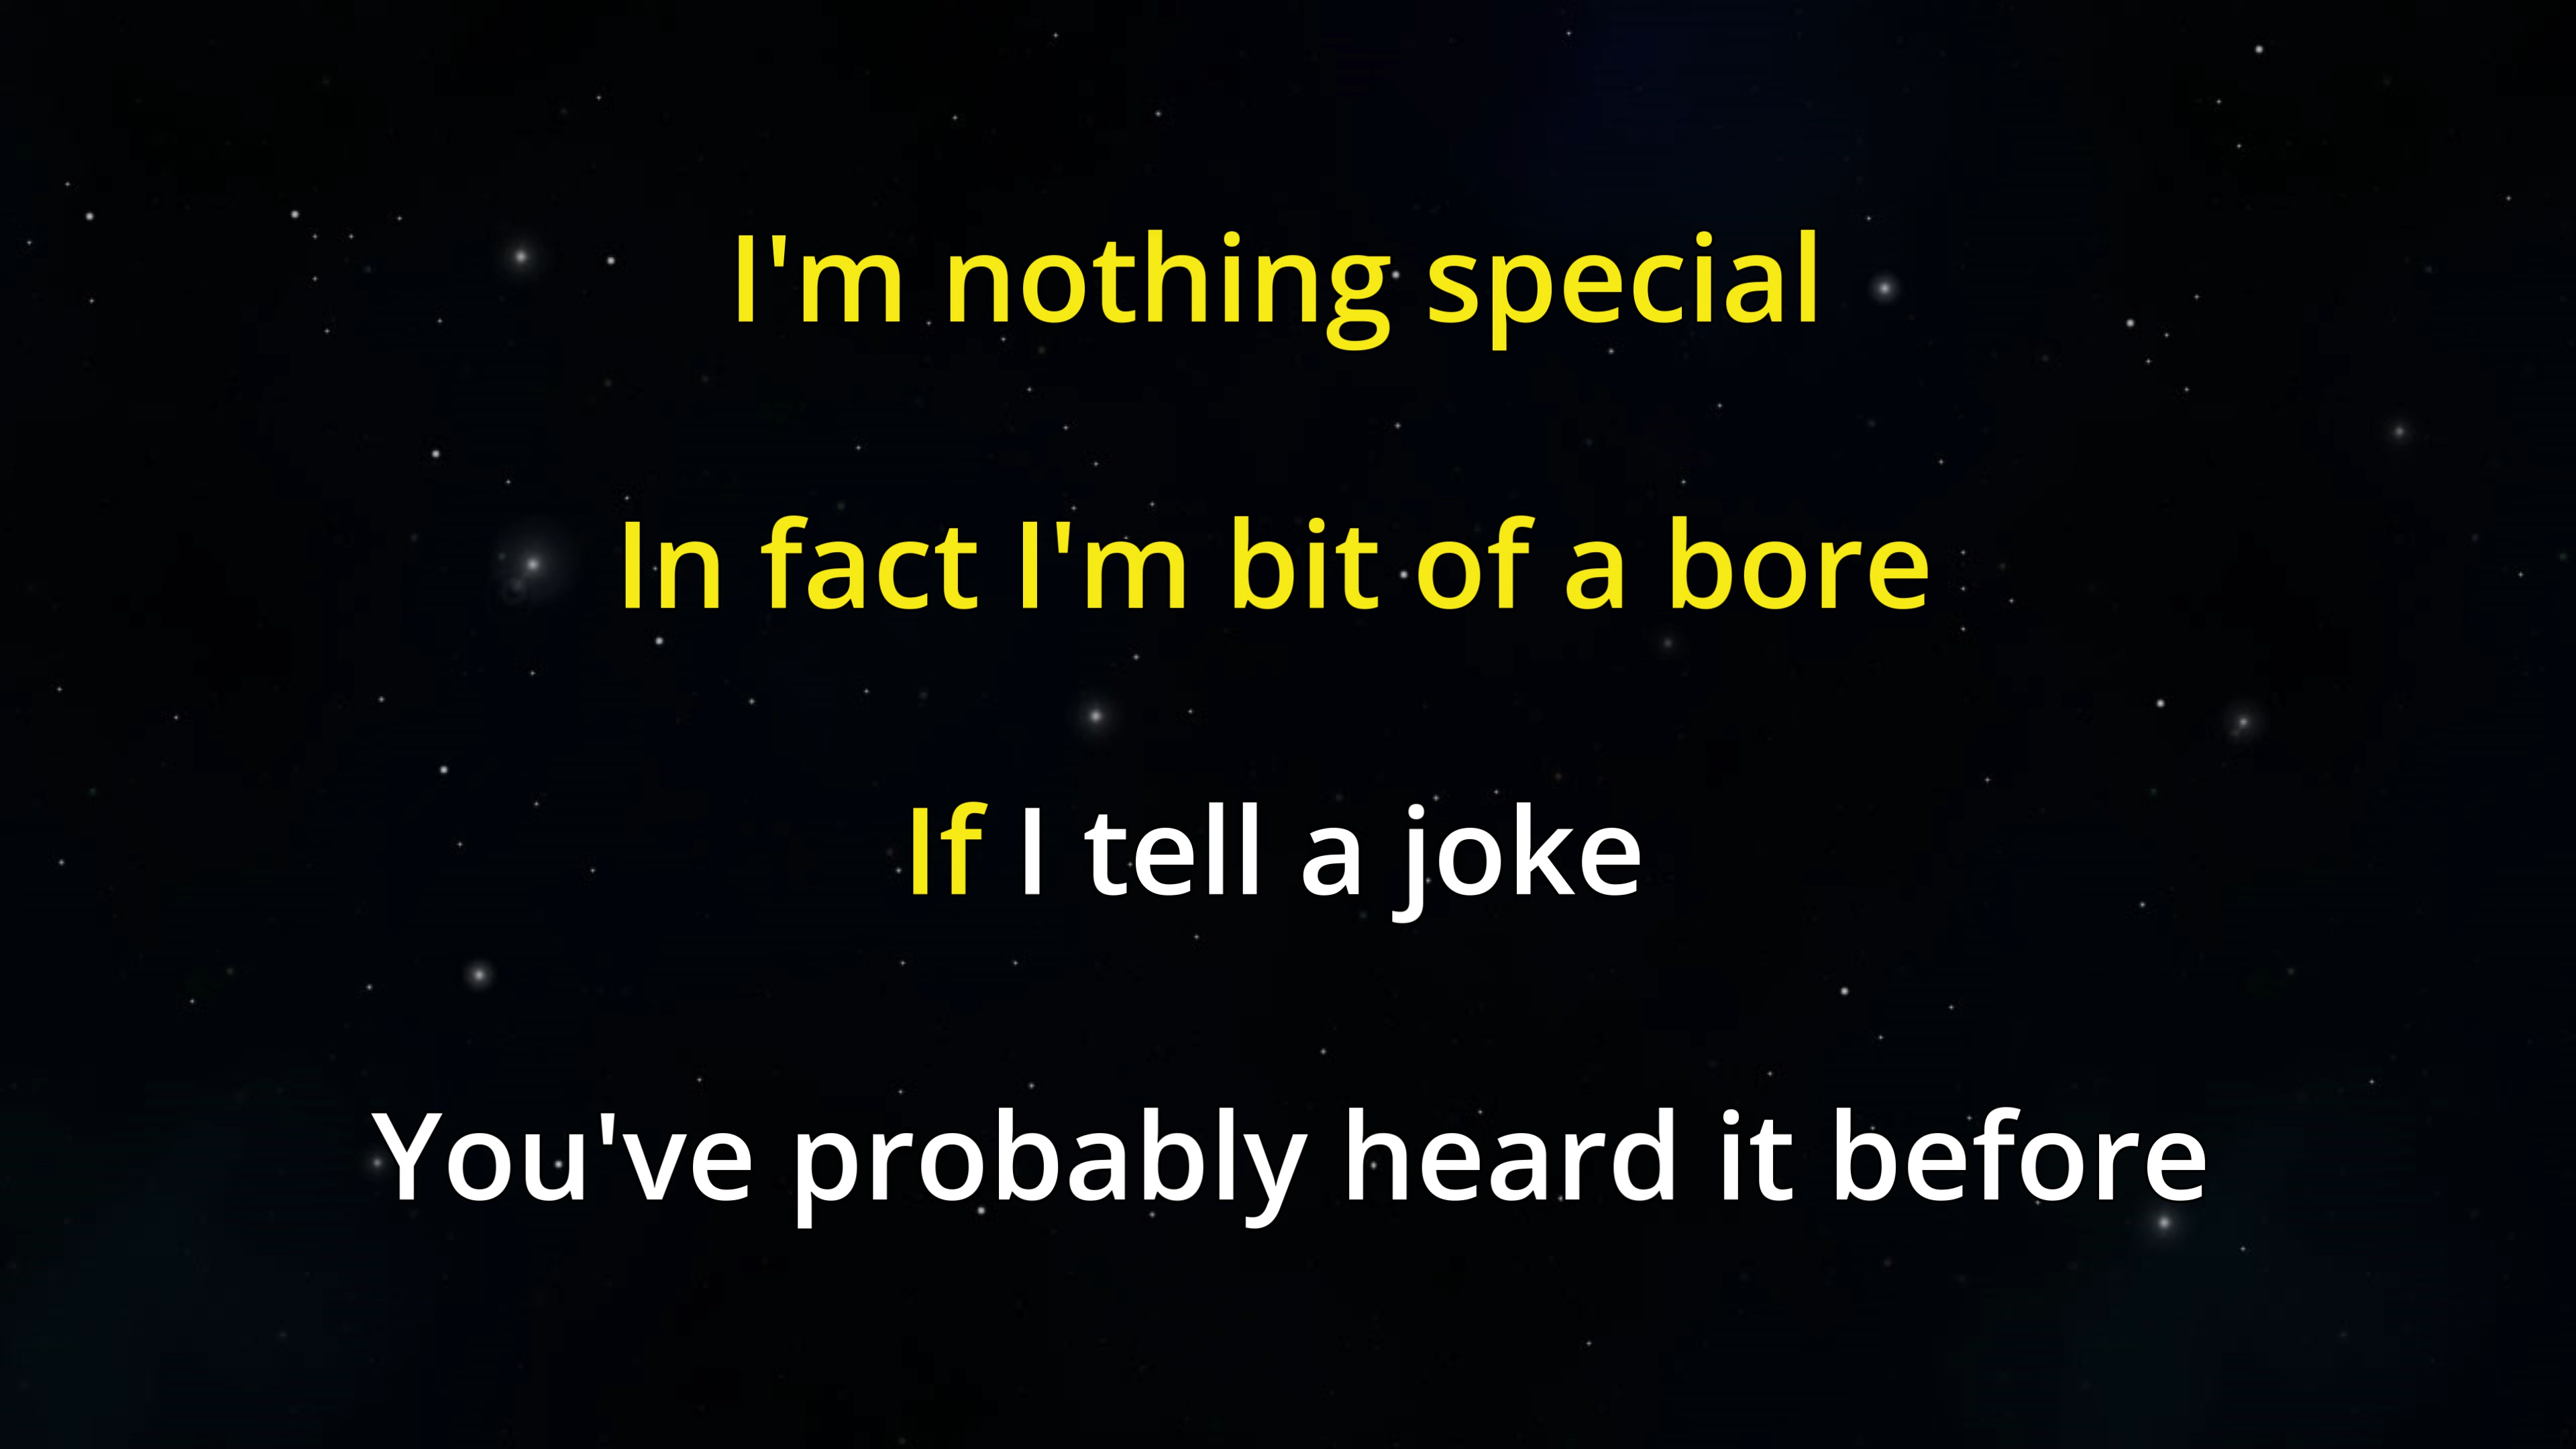 I'm nothing special
In fact I'm bit of a bore
If I tell a joke
You've probably heard it before